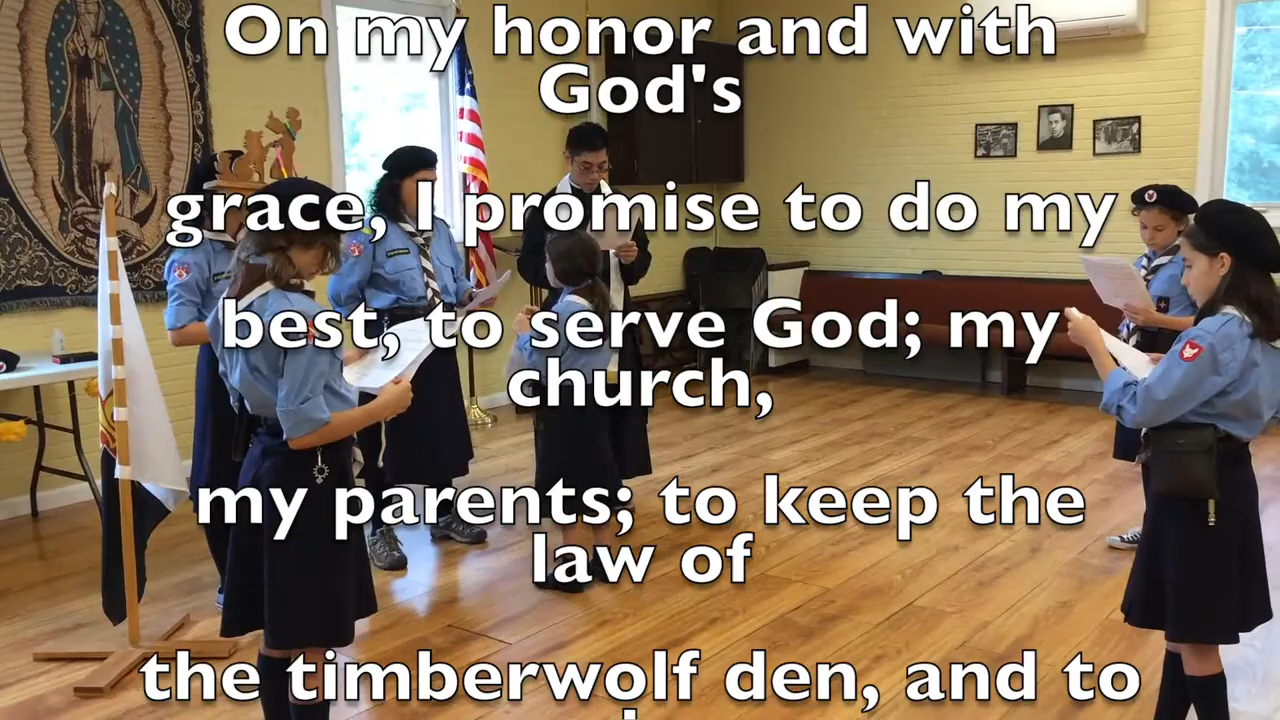 On my honor and with
God's
grace, I promise to do my
best, to serve God; my
church,
my parents; to keep the
law of
the timberwolf den, and to